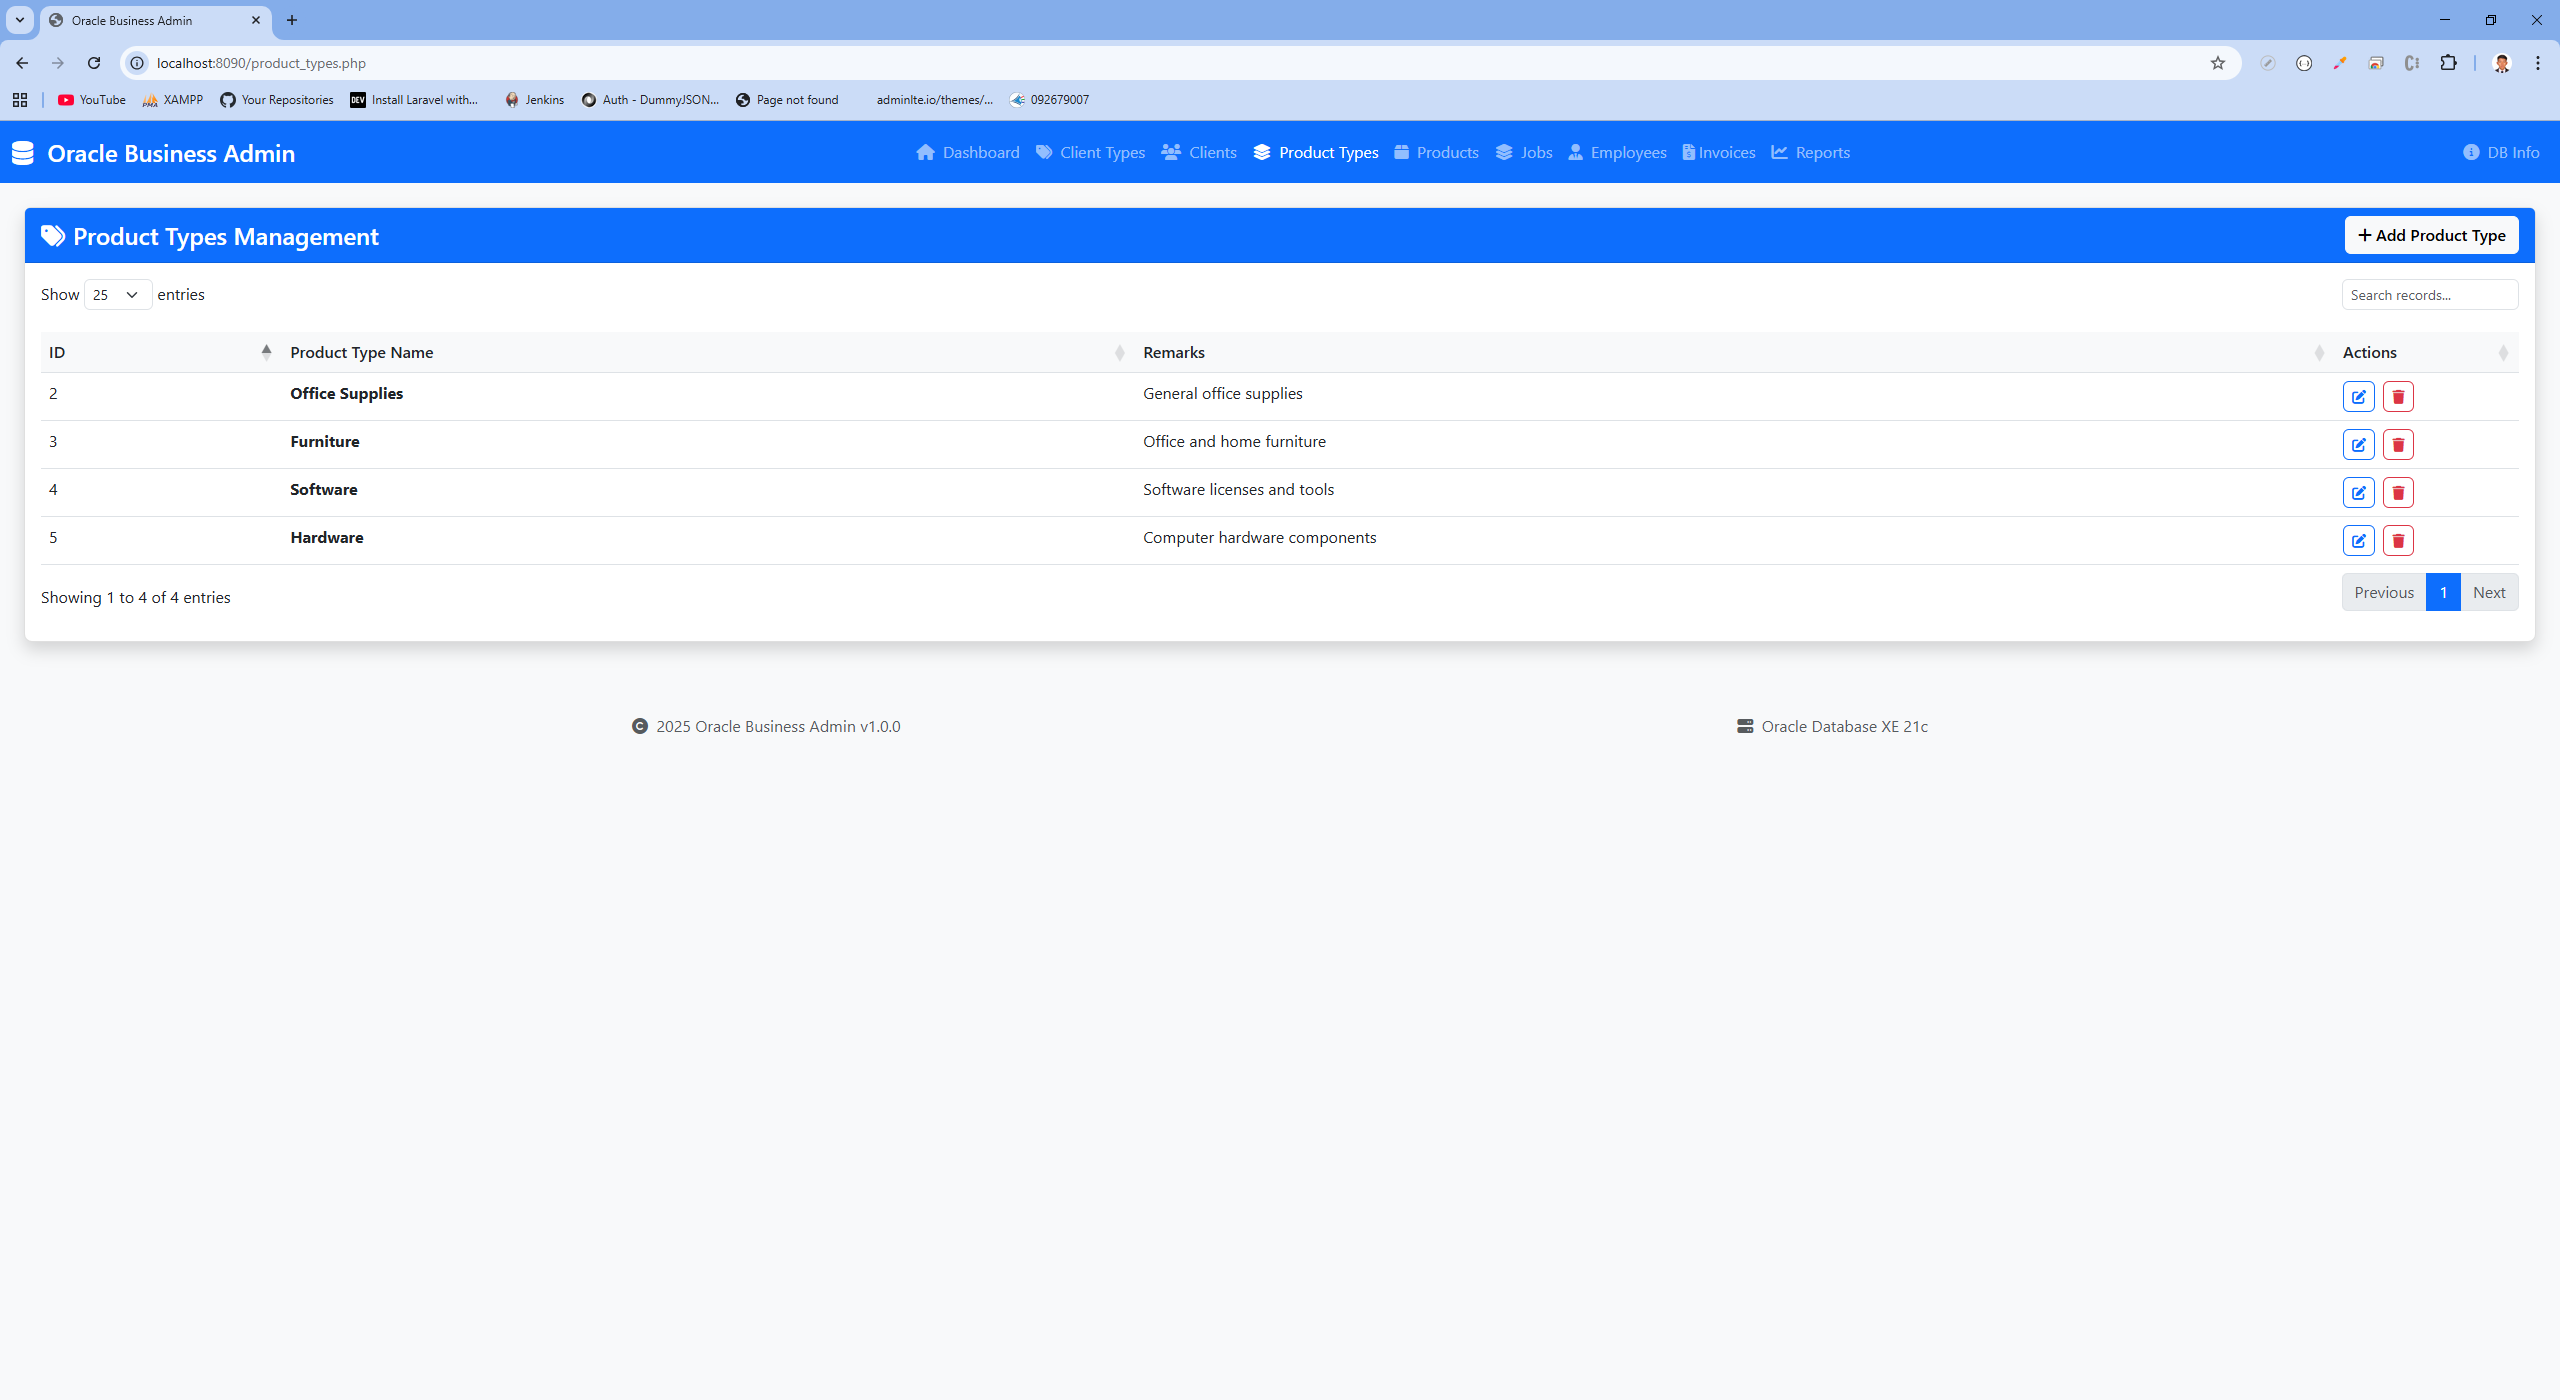 Oracle Business Admin
localhost:8090/product_types.php
YouTube XAMPP Your Repositories DEV Install Laravel with... Jenkins Auth - DummyJSON... Page not found adminlte.io/themes/... 092679007
Oracle Business Admin Dashboard Client Types Clients Product Types Products Jobs Employees Invoices Reports DB Info
Product Types Management + Add Product Type
Show 25 entries Search records...
ID Product Type Name Remarks Actions
2 Office Supplies General office supplies
3 Furniture Office and home furniture
4 Software Software licenses and tools
5 Hardware Computer hardware components
Showing 1 to 4 of 4 entries Previous 1 Next
© 2025 Oracle Business Admin v1.0.0 Oracle Database XE 21c